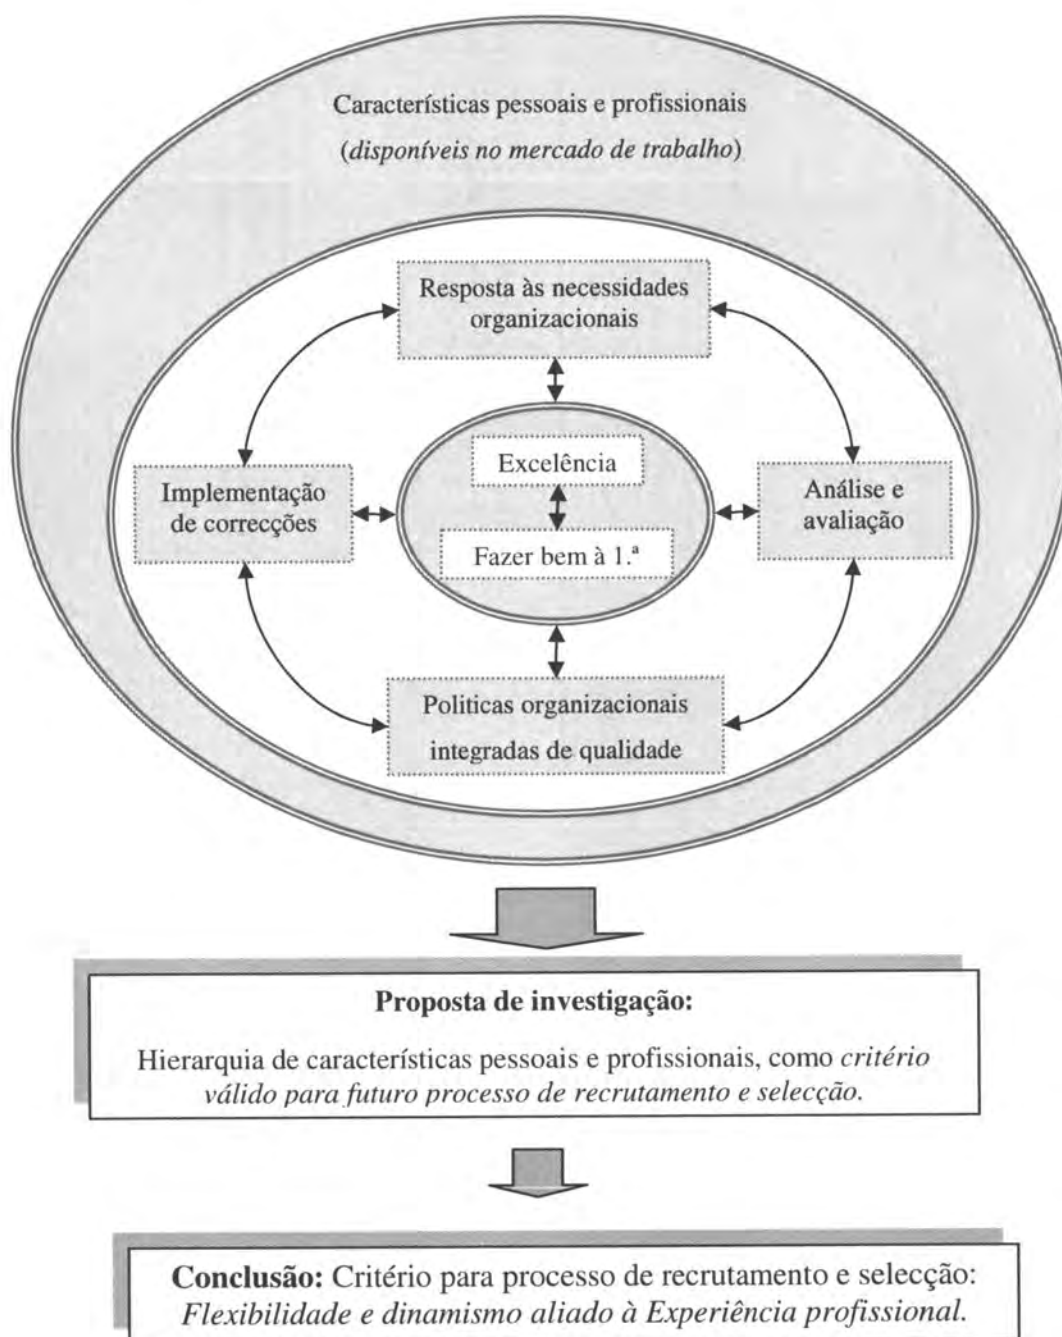 Características pessoais e profissionais
(disponíveis no mercado de trabalho)
Resposta às necessidades
organizacionais
Excelência
Implementação
de correcções
Análise e
avaliação
Fazer bem à 1.ª
Politicas organizacionais
integradas de qualidade
Proposta de investigação:
Hierarquia de características pessoais e profissionais, como critério
válido para futuro processo de recrutamento e selecção.
Conclusão: Critério para processo de recrutamento e selecção:
Flexibilidade e dinamismo aliado à Experiência profissional.